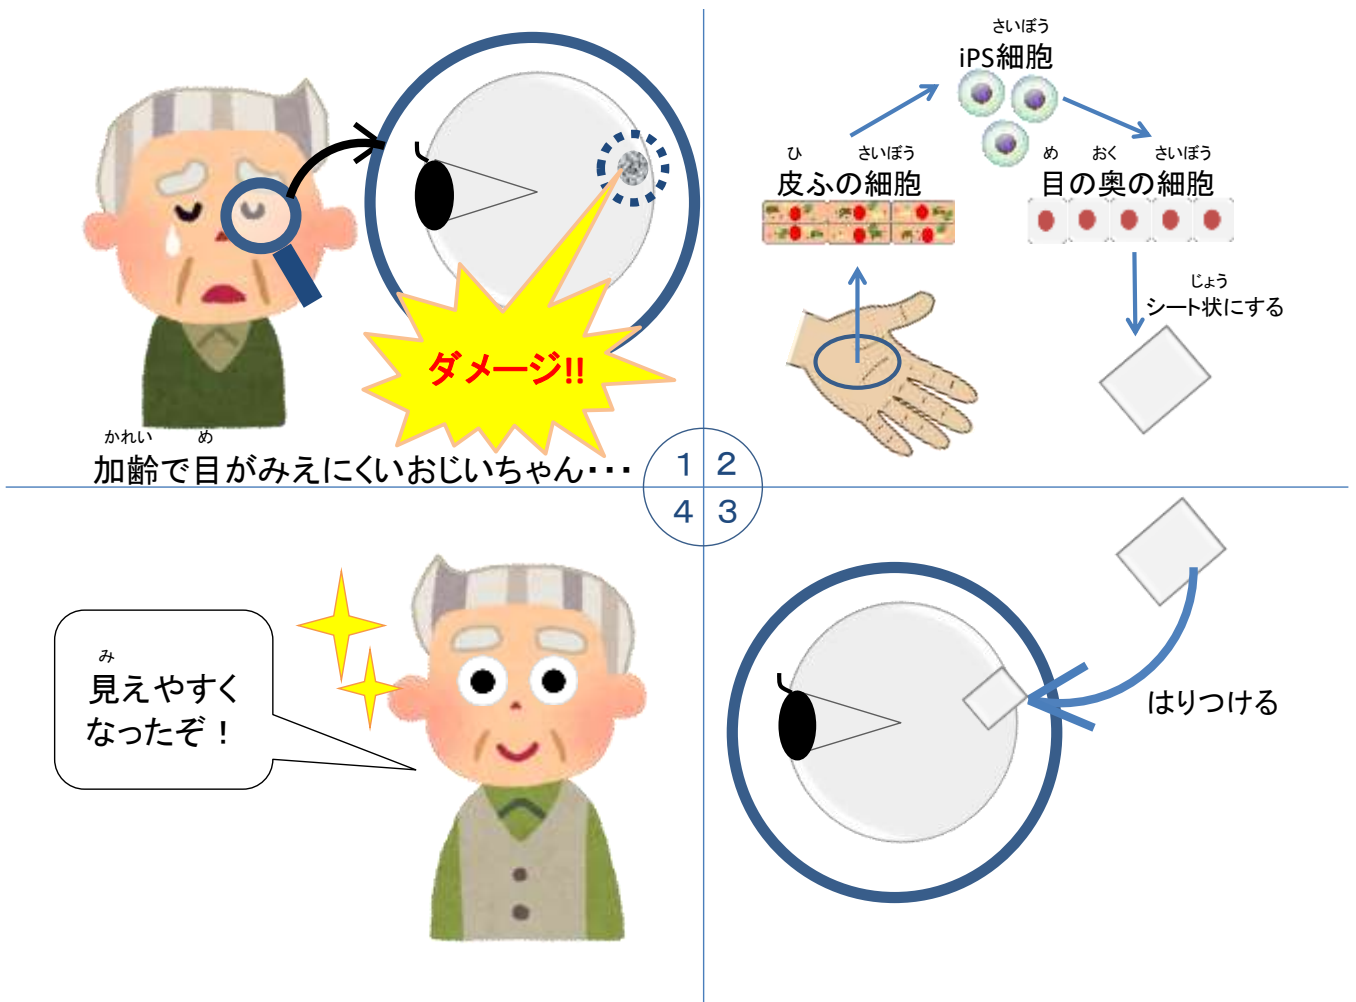 ダメージ!!
かれい め
加齢で目がみえにくいおじいちゃん・・・
1 2
4 3
さいぼう
iPS細胞
ひ さいぼう
皮ふの細胞
め おく さいぼう
目の奥の細胞
じょう
シート状にする
はりつける
み
見えやすく
なったぞ！